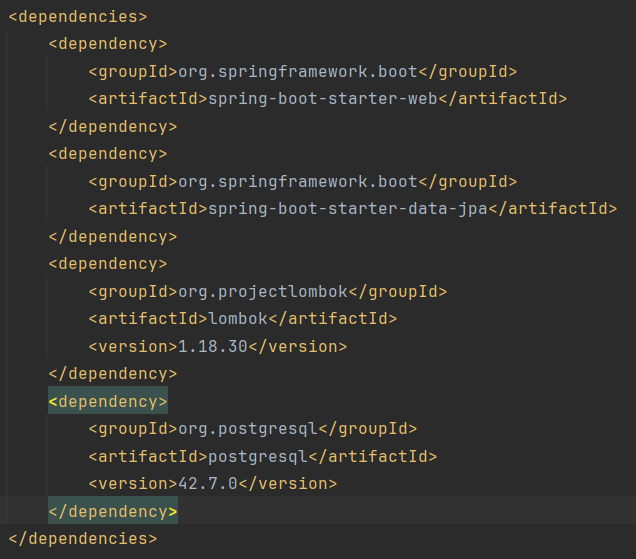 <dependencies>
    <dependency>
        <groupId>org.springframework.boot</groupId>
        <artifactId>spring-boot-starter-web</artifactId>
    </dependency>
    <dependency>
        <groupId>org.springframework.boot</groupId>
        <artifactId>spring-boot-starter-data-jpa</artifactId>
    </dependency>
    <dependency>
        <groupId>org.projectlombok</groupId>
        <artifactId>lombok</artifactId>
        <version>1.18.30</version>
    </dependency>
    <dependency>
        <groupId>org.postgresql</groupId>
        <artifactId>postgresql</artifactId>
        <version>42.7.0</version>
    </dependency>
</dependencies>